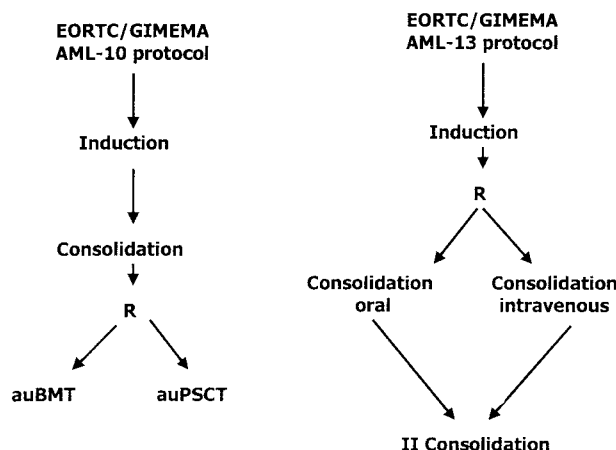 EORTC/GIMEMA
AML-10 protocol
Induction
Consolidation
R
auBMT auPSCT
EORTC/GIMEMA
AML-13 protocol
Induction
R
Consolidation
oral
Consolidation
intravenous
II Consolidation